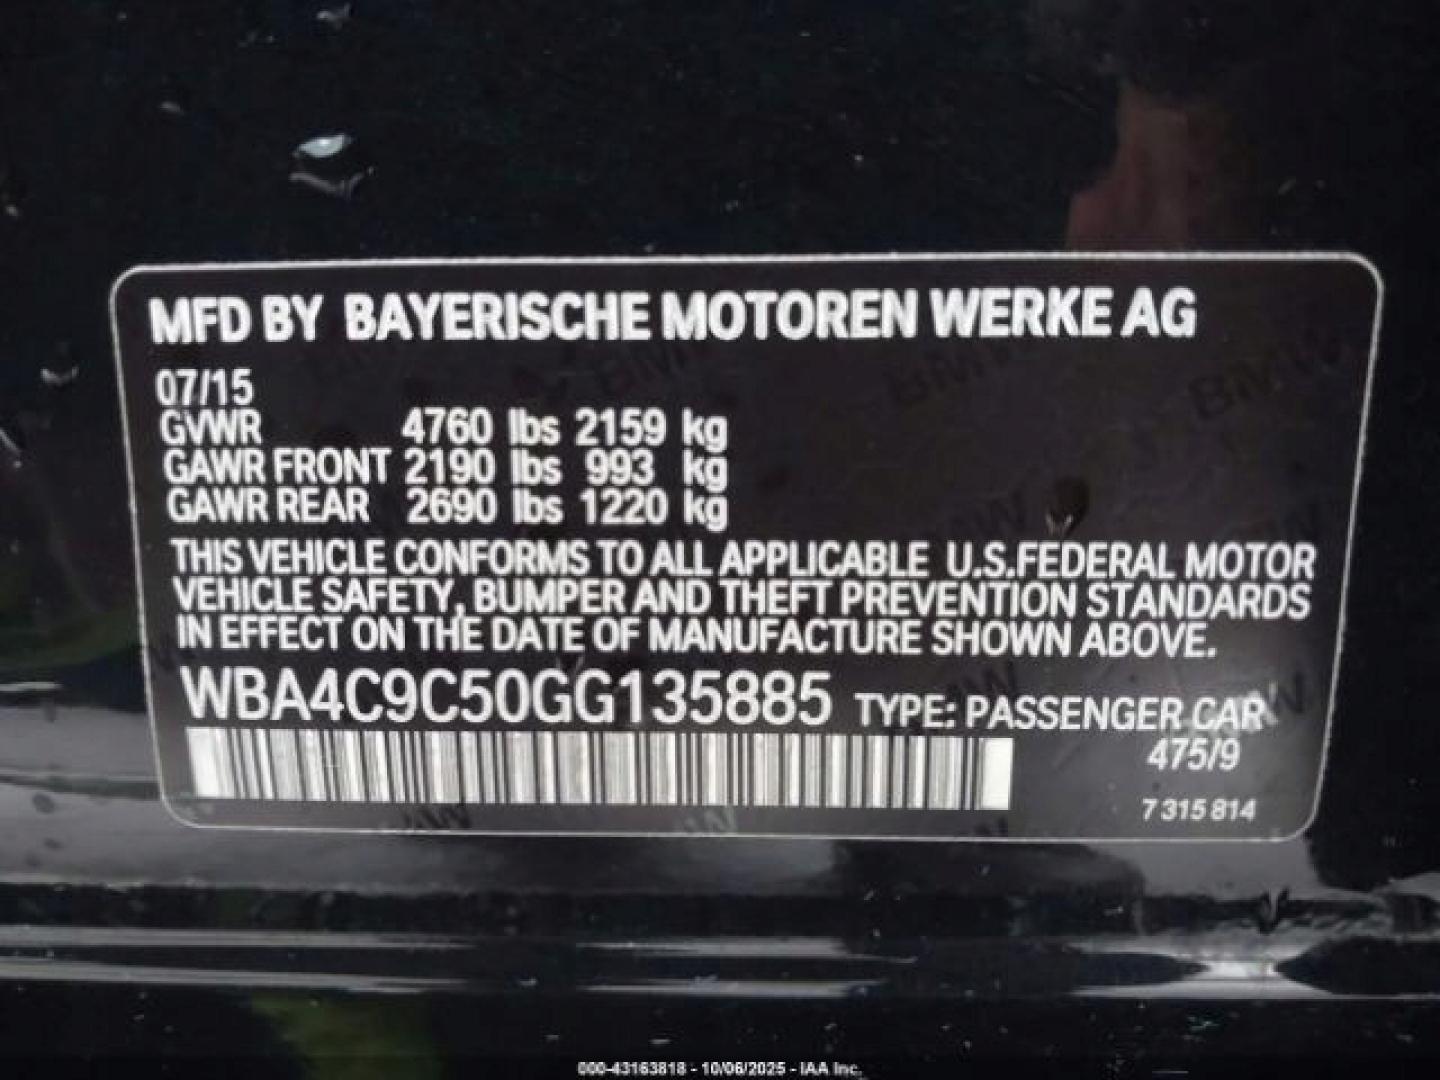 MFD BY BAYERISCHE MOTOREN WERKE AG
07/15
GVWR 4760 lbs 2159 kg
GAWR FRONT 2190 lbs 993 kg
GAWR REAR 2690 lbs 1220 kg
THIS VEHICLE CONFORMS TO ALL APPLICABLE U.S.FEDERAL MOTOR
VEHICLE SAFETY, BUMPER AND THEFT PREVENTION STANDARDS
IN EFFECT ON THE DATE OF MANUFACTURE SHOWN ABOVE.
WBA4C9C50GG135885 TYPE: PASSENGER CAR
475/9
7 315 814
000-43163818 - 10/06/2025 - IAA Inc.